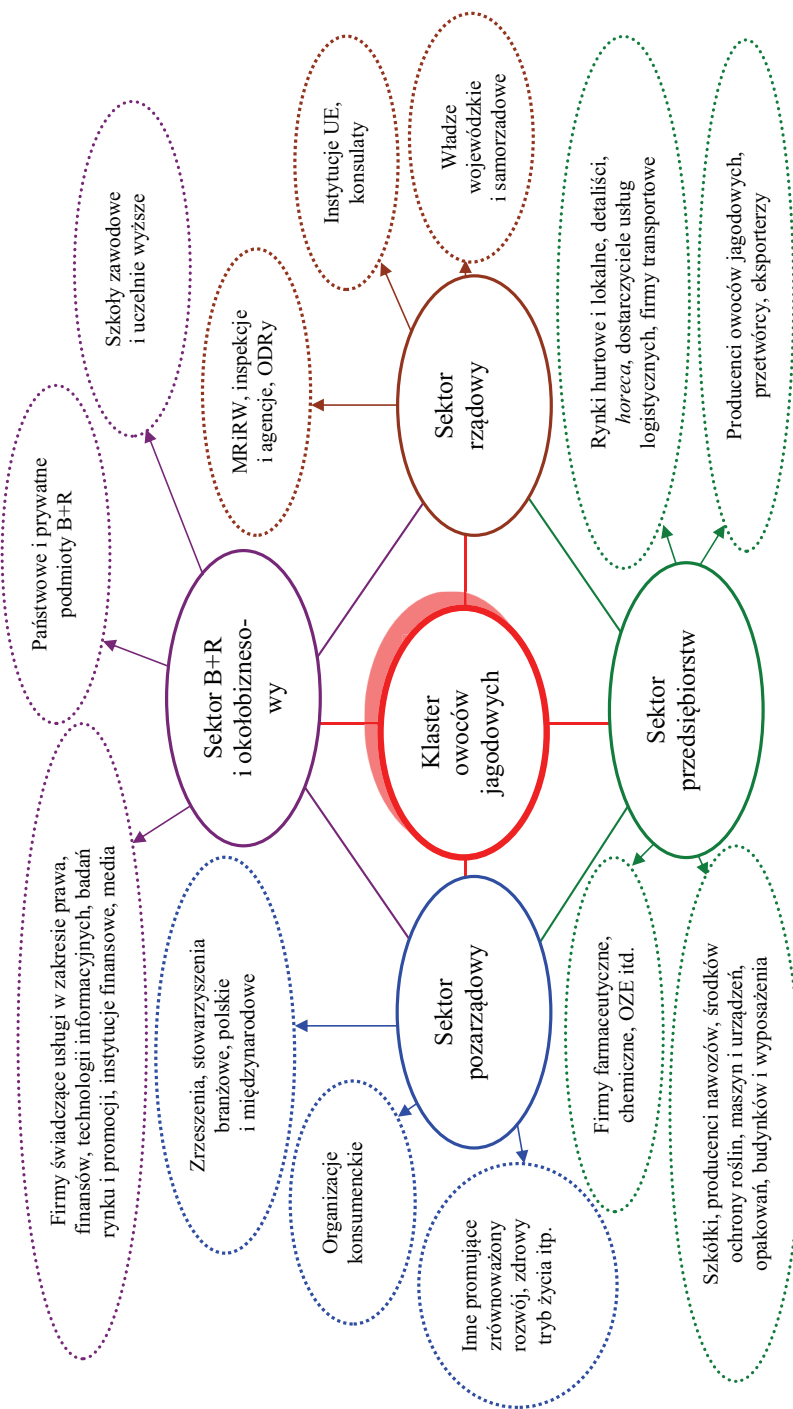 Firmy świadczące usługi w zakresie prawa,
finansów, technologii informacyjnych, badań
rynku i promocji, instytucje finansowe, media
Państwowe i prywatne
podmioty B+R
Szkoły zawodowe
i uczelnie wyższe
Sektor B+R
i okołobizneso-
wy
Zrzeszenia, stowarzyszenia
branżowe, polskie
i międzynarodowe
MRiRW, inspekcje
i agencje, ODRy
Instytucje UE,
konsulaty
Organizacje
konsumenckie
Sektor
pozarządowy
Klaster
owoców
jagodowych
Sektor
rządowy
Władze
wojewódzkie
i samorzadowe
Inne promujące
zrównoważony
rozwój, zdrowy
tryb życia itp.
Firmy farmaceutyczne,
chemiczne, OZE itd.
Rynki hurtowe i lokalne, detaliści,
horeca, dostarczyciele usług
logistycznych, firmy transportowe
Sektor
przedsiębiorstw
Szkółki, producenci nawozów, środków
ochrony roślin, maszyn i urządzeń,
opakowań, budynków i wyposażenia
Producenci owoców jagodowych,
przetwórcy, eksporterzy